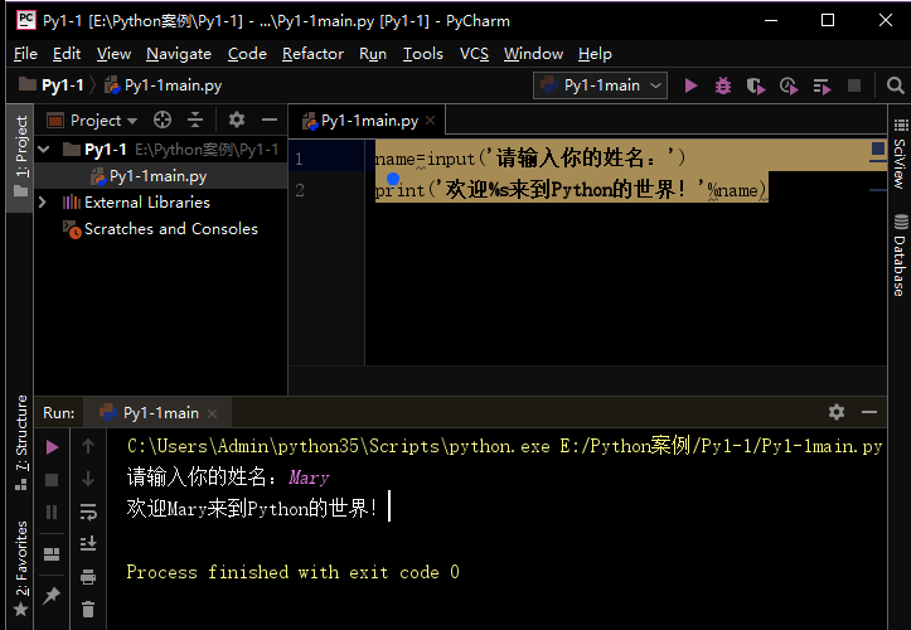 PC Py1-1 [E:\Python案例\Py1-1] - ...\Py1-1main.py [Py1-1] - PyCharm
File Edit View Navigate Code Refactor Run Tools VCS Window Help
Py1-1 Py1-1main.py Py1-1main
1: Project
Project
Py1-1main.py
Py1-1 E:\Python案例\Py1-1
Py1-1main.py
External Libraries
Scratches and Consoles
1 name=input('请输入你的姓名：')
2 print('欢迎%s来到Python的世界！'%name)
SciView
Database
7: Structure
2: Favorites
Run: Py1-1main
C:\Users\Admin\python35\Scripts\python.exe E:/Python案例/Py1-1/Py1-1main.py
请输入你的姓名：Mary
欢迎Mary来到Python的世界！
Process finished with exit code 0